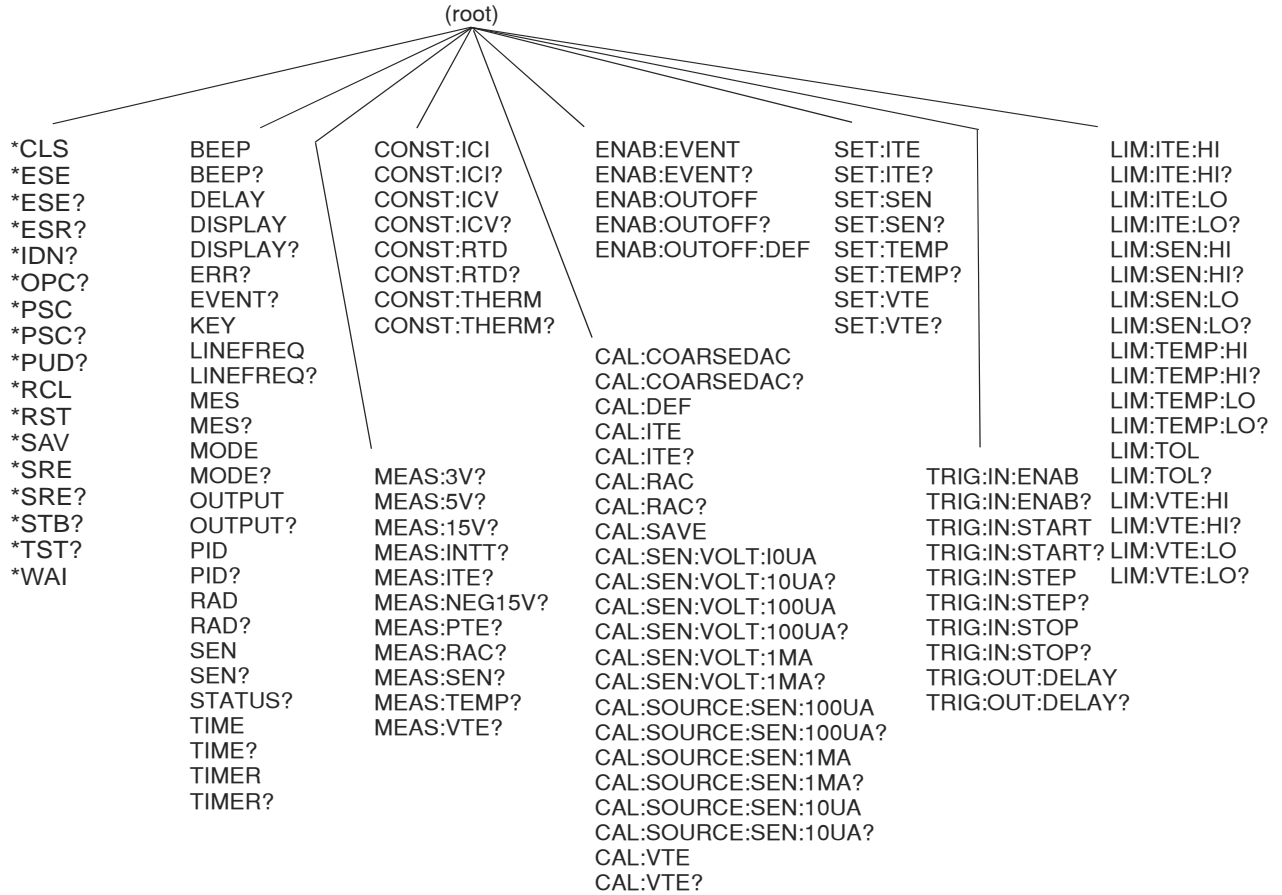 (root)
*CLS
*ESE
*ESE?
*ESR?
*IDN?
*OPC?
*PSC
*PSC?
*PUD?
*RCL
*RST
*SAV
*SRE
*SRE?
*STB?
*TST?
*WAI
BEEP
BEEP?
DELAY
DISPLAY
DISPLAY?
ERR?
EVENT?
KEY
LINEFREQ
LINEFREQ?
MES
MES?
MODE
MODE?
OUTPUT
OUTPUT?
PID
PID?
RAD
RAD?
SEN
SEN?
STATUS?
TIME
TIME?
TIMER
TIMER?
CONST:ICI
CONST:ICI?
CONST:ICV
CONST:ICV?
CONST:RTD
CONST:RTD?
CONST:THERM
CONST:THERM?
MEAS:3V?
MEAS:5V?
MEAS:15V?
MEAS:INTT?
MEAS:ITE?
MEAS:NEG15V?
MEAS:PTE?
MEAS:RAC?
MEAS:SEN?
MEAS:TEMP?
MEAS:VTE?
ENAB:EVENT
ENAB:EVENT?
ENAB:OUTOFF
ENAB:OUTOFF?
ENAB:OUTOFF:DEF
CAL:COARSEDAC
CAL:COARSEDAC?
CAL:DEF
CAL:ITE
CAL:ITE?
CAL:RAC
CAL:RAC?
CAL:SAVE
CAL:SEN:VOLT:I0UA
CAL:SEN:VOLT:10UA?
CAL:SEN:VOLT:100UA
CAL:SEN:VOLT:100UA?
CAL:SEN:VOLT:1MA
CAL:SEN:VOLT:1MA?
CAL:SOURCE:SEN:100UA
CAL:SOURCE:SEN:100UA?
CAL:SOURCE:SEN:1MA
CAL:SOURCE:SEN:1MA?
CAL:SOURCE:SEN:10UA
CAL:SOURCE:SEN:10UA?
CAL:VTE
CAL:VTE?
SET:ITE
SET:ITE?
SET:SEN
SET:SEN?
SET:TEMP
SET:TEMP?
SET:VTE
SET:VTE?
TRIG:IN:ENAB
TRIG:IN:ENAB?
TRIG:IN:START
TRIG:IN:START?
TRIG:IN:STEP
TRIG:IN:STEP?
TRIG:IN:STOP
TRIG:IN:STOP?
TRIG:OUT:DELAY
TRIG:OUT:DELAY?
LIM:ITE:HI
LIM:ITE:HI?
LIM:ITE:LO
LIM:ITE:LO?
LIM:SEN:HI
LIM:SEN:HI?
LIM:SEN:LO
LIM:SEN:LO?
LIM:TEMP:HI
LIM:TEMP:HI?
LIM:TEMP:LO
LIM:TEMP:LO?
LIM:TOL
LIM:TOL?
LIM:VTE:HI
LIM:VTE:HI?
LIM:VTE:LO
LIM:VTE:LO?